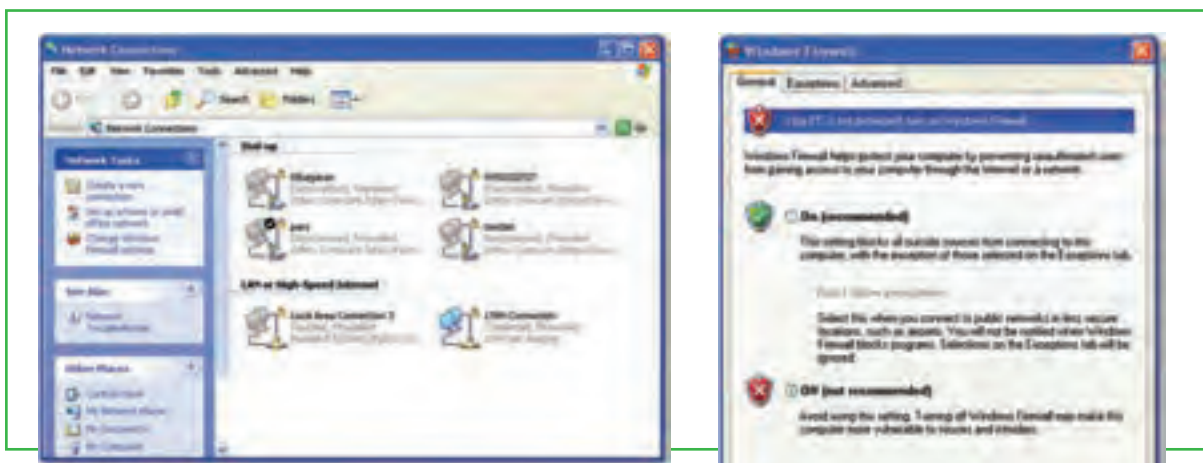 Network Connections
File Edit View Favorites Tools Advanced Help
Search Folders
Network Connections
Network Tasks
Create a new
connection
Set up a home or small
office network
Change Windows
Firewall settings
See Also
Network
Troubleshooter
Other Places
Control Panel
My Network Places
My Documents
My Computer
Dial-up
LAN or High-Speed Internet
Local Area Connection 2
Windows Firewall
General Exceptions Advanced
Windows Firewall helps protect your computer by preventing unauthorized users
from gaining access to your computer through the Internet or a network.
On (recommended)
This setting blocks all outside sources from connecting to this
computer, with the exception of those selected on the Exceptions tab.
Don't allow exceptions
Select this when you connect to public networks in less secure
locations, such as airports. You will not be notified when Windows
Firewall blocks programs. Selections on the Exceptions tab will be
ignored.
Off (not recommended)
Avoid using this setting. Turning off Windows Firewall may make this
computer more vulnerable to viruses and intruders.